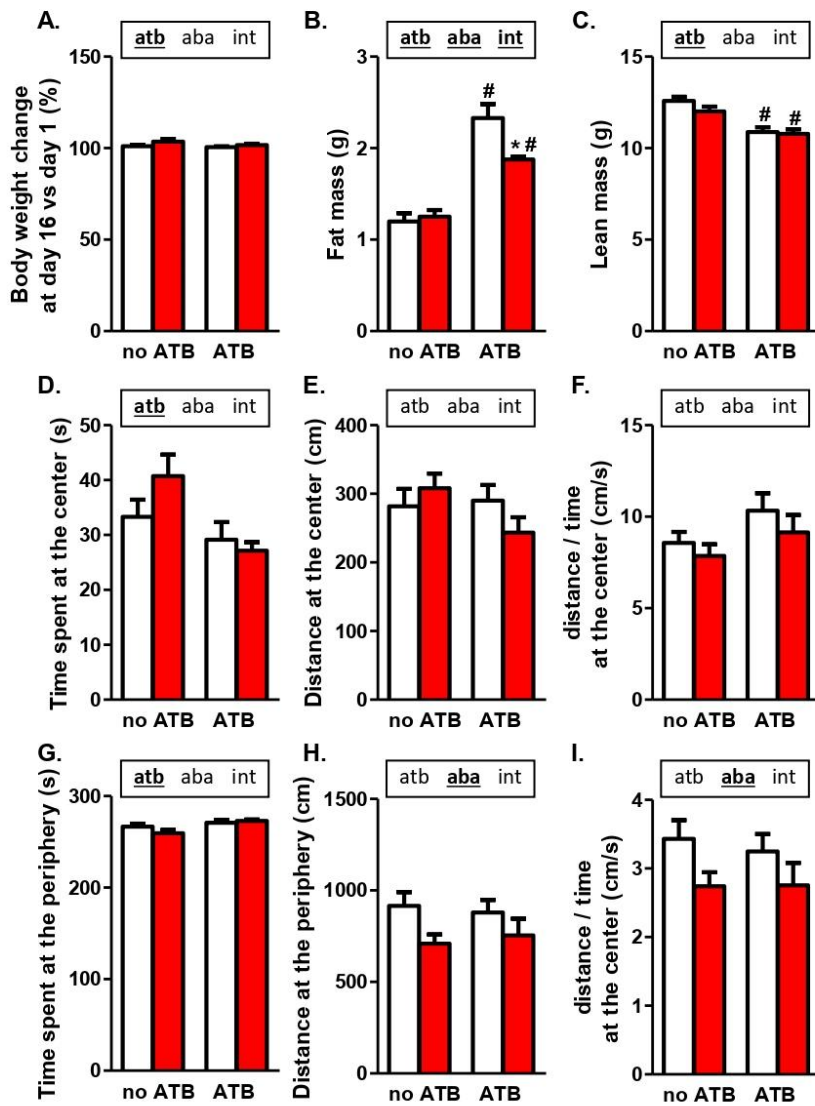 A.
atb aba int
Body weight change
at day 16 vs day 1 (%)
150
100
50
0
no ATB ATB
B.
atb aba int
Fat mass (g)
3
2
1
0
#
* #
no ATB ATB
C.
atb aba int
Lean mass (g)
15
10
5
0
# #
no ATB ATB
D.
atb aba int
Time spent at the center (s)
50
40
30
20
10
0
no ATB ATB
E.
atb aba int
Distance at the center (cm)
400
300
200
100
0
no ATB ATB
F.
atb aba int
distance / time
at the center (cm/s)
15
10
5
0
no ATB ATB
G.
atb aba int
Time spent at the periphery (s)
300
200
100
0
no ATB ATB
H.
atb aba int
Distance at the periphery (cm)
1500
1000
500
0
no ATB ATB
I.
atb aba int
distance / time
at the center (cm/s)
4
3
2
1
0
no ATB ATB